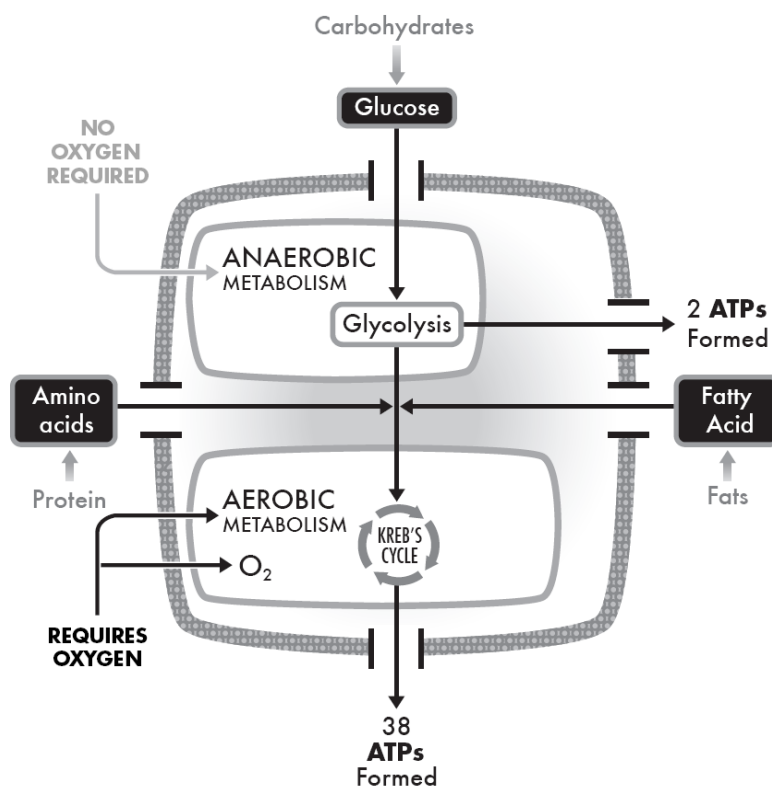 Carbohydrates
Glucose
NO
OXYGEN
REQUIRED
ANAEROBIC
METABOLISM
Glycolysis
2 ATPs
Formed
Amino
acids
Fatty
Acid
Protein
Fats
AEROBIC
METABOLISM
O₂
KREB'S
CYCLE
REQUIRES
OXYGEN
38
ATPs
Formed